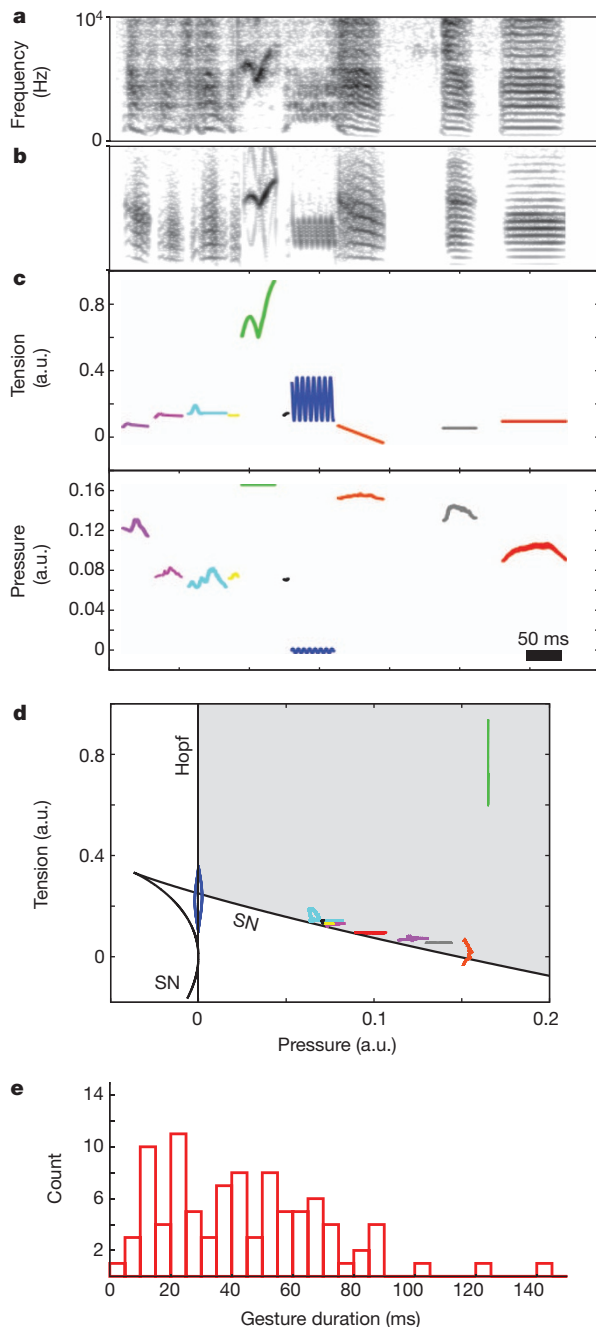 a
10⁴
Frequency
(Hz)
0
b
c
0.8
Tension
(a.u.)
0.4
0
0.16
Pressure
(a.u.)
0.12
0.08
0.04
0
50 ms
d
0.8
Hopf
Tension (a.u.)
0.4
SN
0
SN
0
0.1
0.2
Pressure (a.u.)
e
14
Count
10
6
2
0 20 40 60 80 100 120 140
Gesture duration (ms)